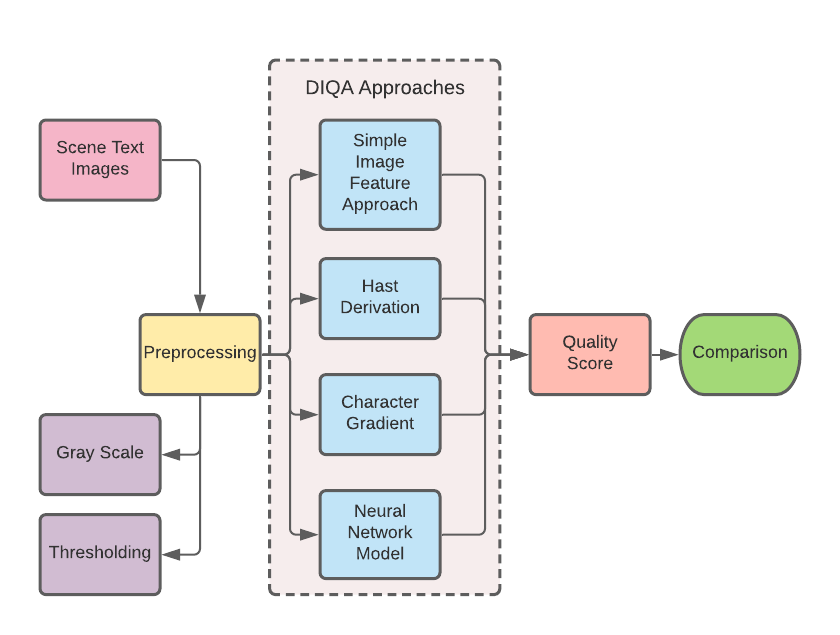 DIQA Approaches
Scene Text
Images
Simple
Image
Feature
Approach
Hast
Derivation
Preprocessing
Quality
Score
Comparison
Character
Gradient
Gray Scale
Neural
Network
Model
Thresholding